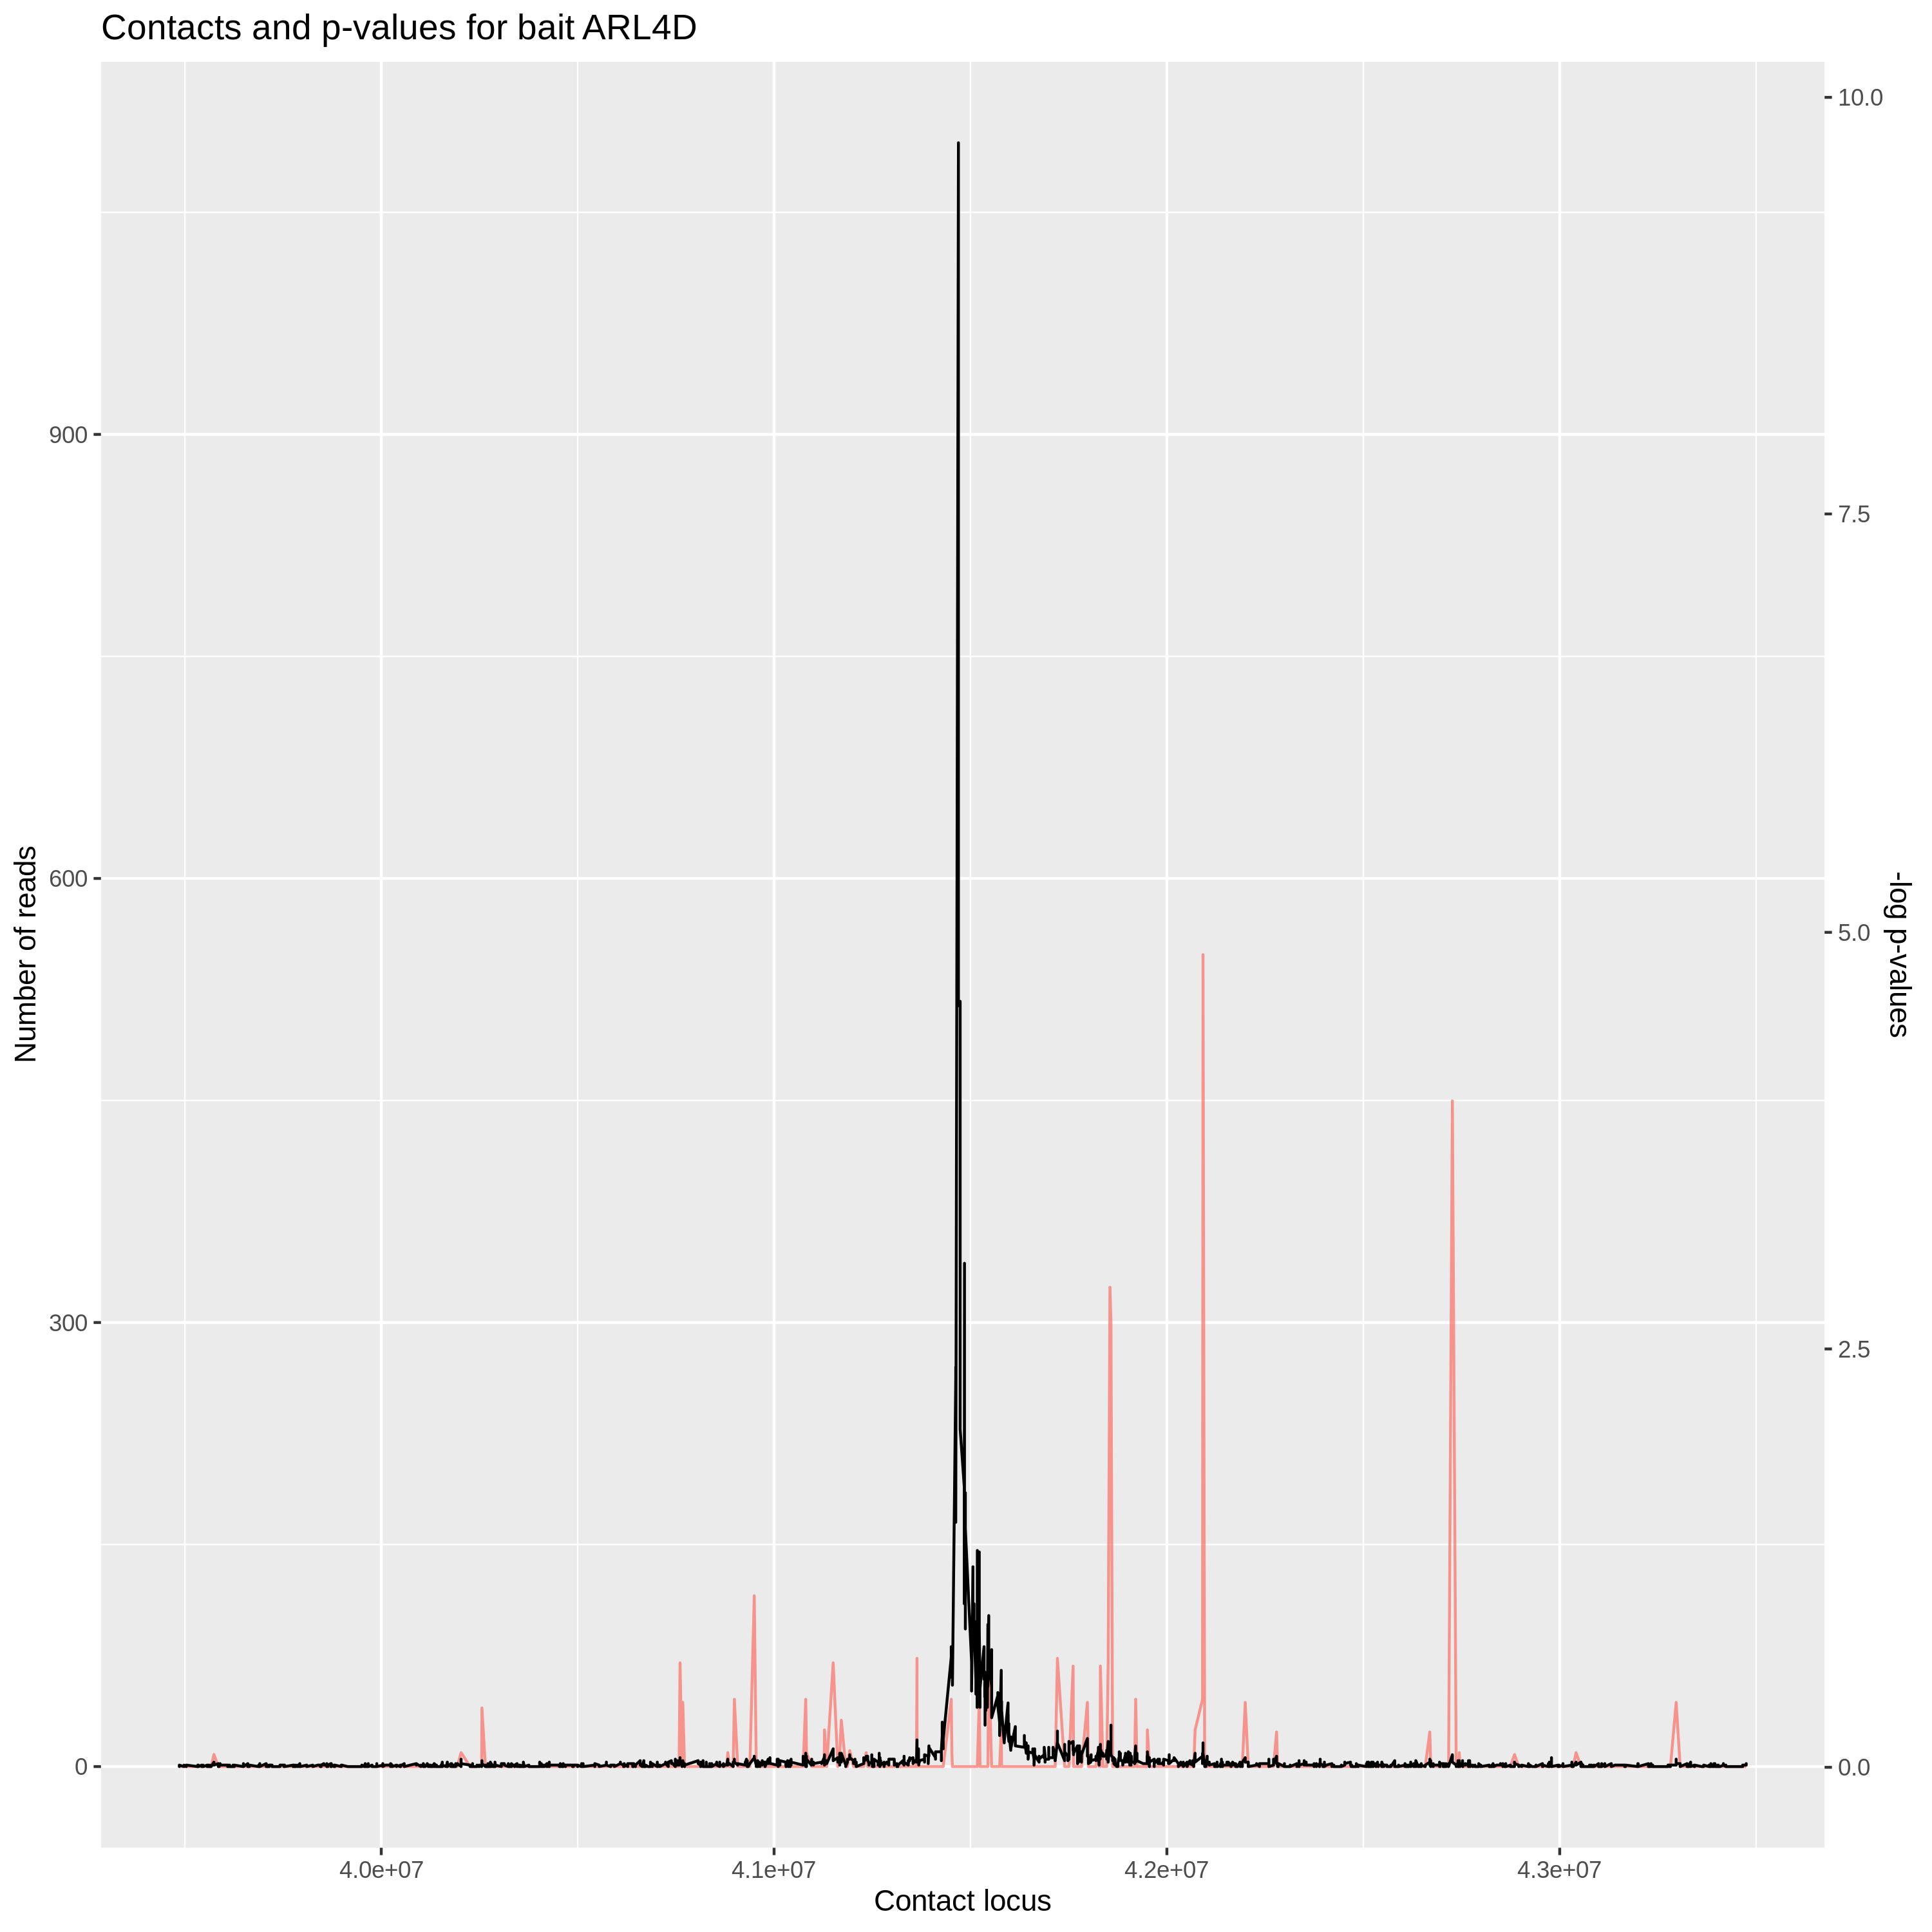 Contacts and p-values for bait ARL4D
Number of reads
900
600
300
0
10.0
7.5
5.0
2.5
0.0
-log p-values
4.0e+07
4.1e+07
4.2e+07
4.3e+07
Contact locus